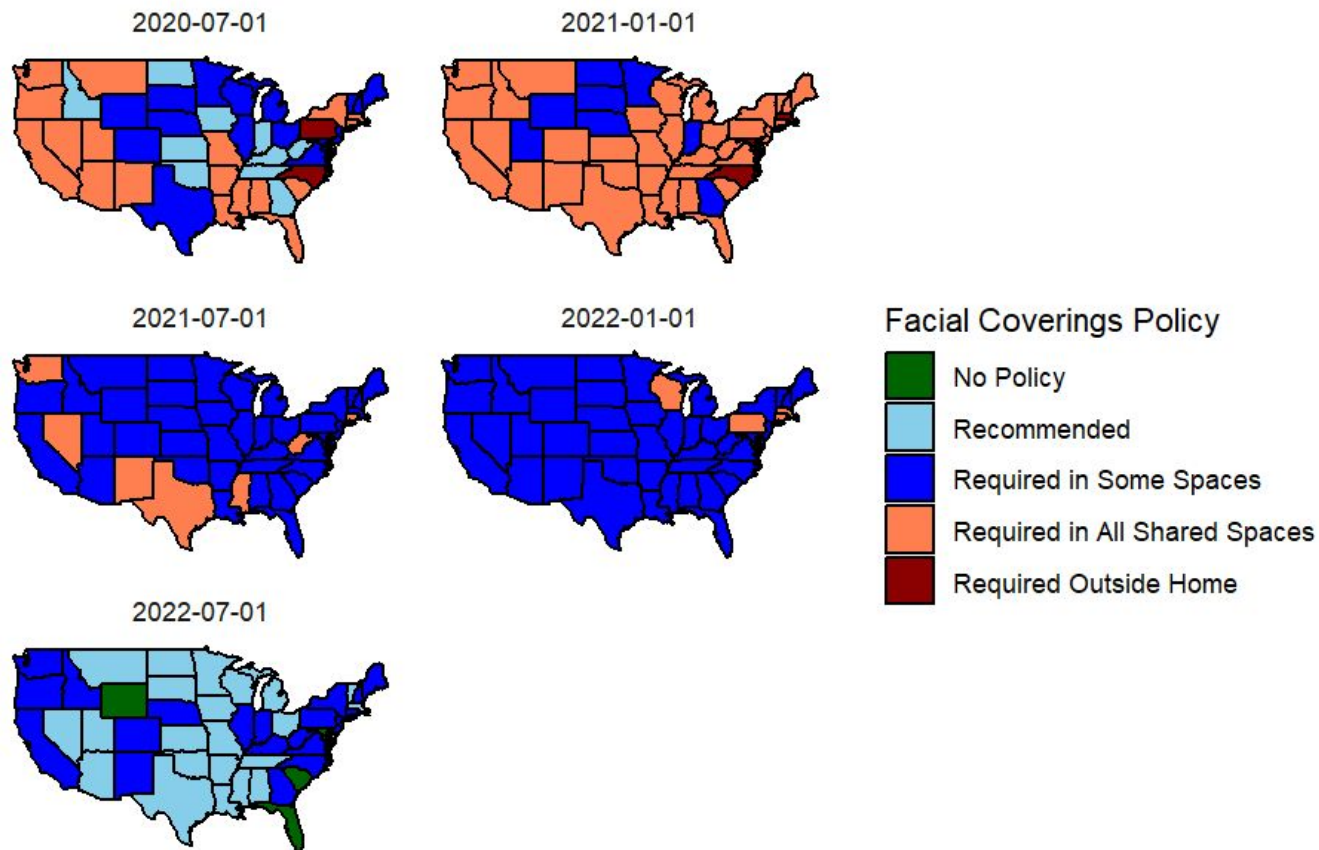 2020-07-01
2021-01-01
2021-07-01
2022-01-01
Facial Coverings Policy
No Policy
Recommended
Required in Some Spaces
Required in All Shared Spaces
Required Outside Home
2022-07-01